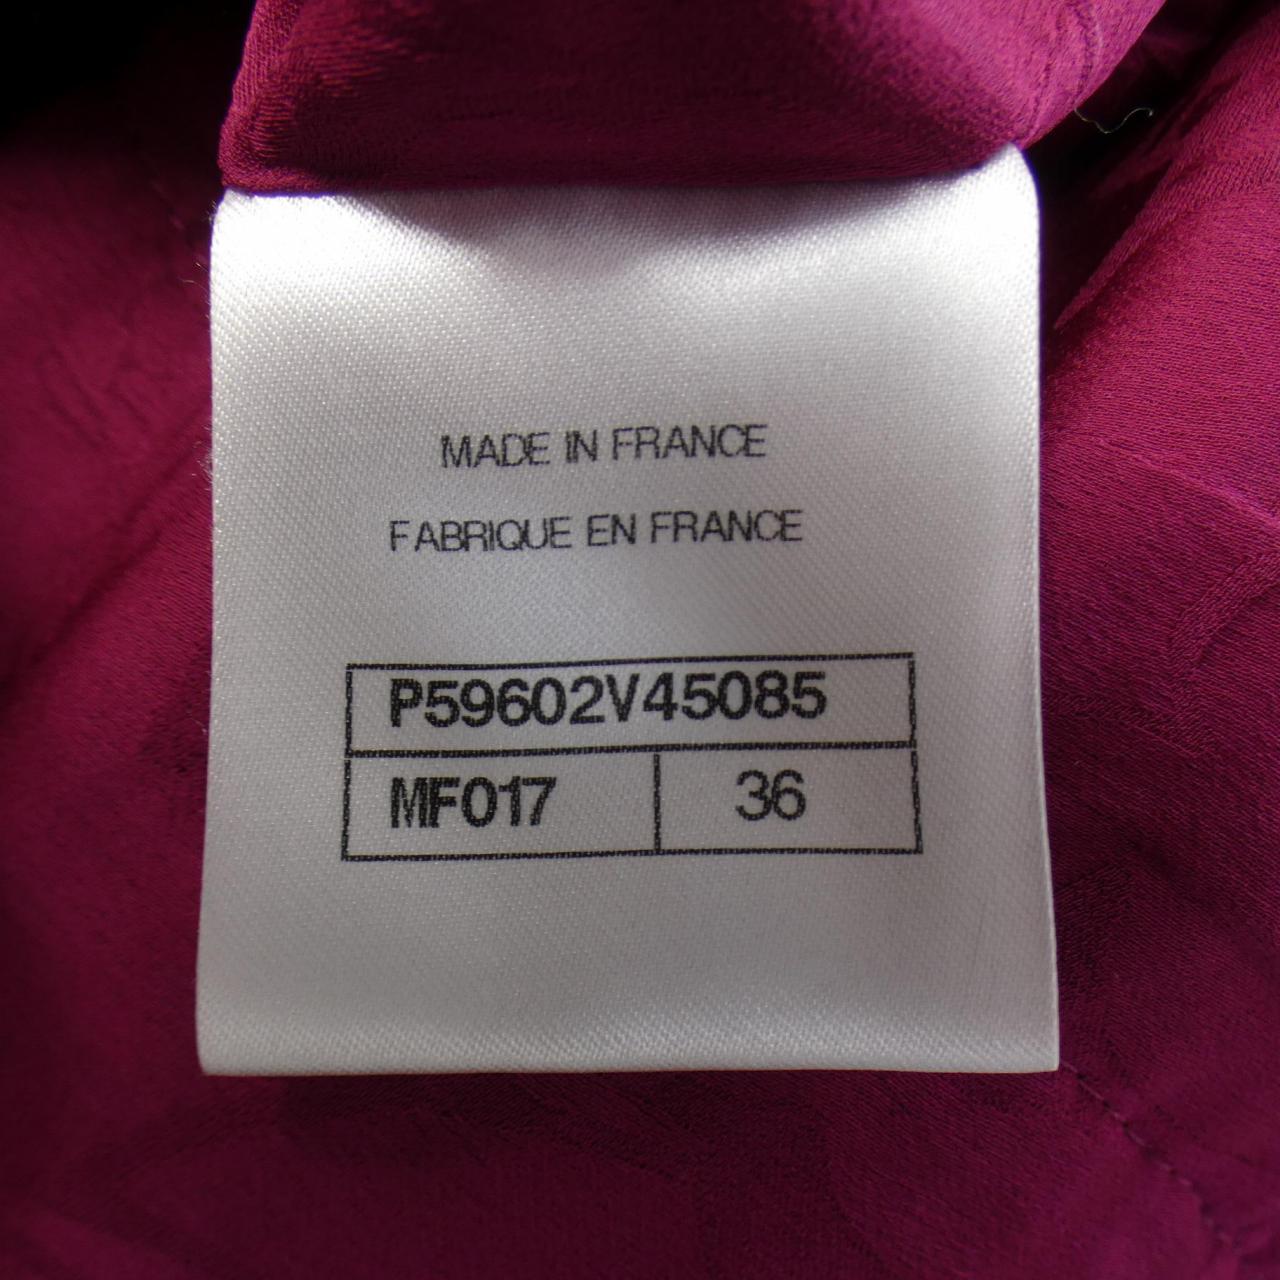 MADE IN FRANCE
FABRIQUE EN FRANCE
P59602V45085
MF017 36